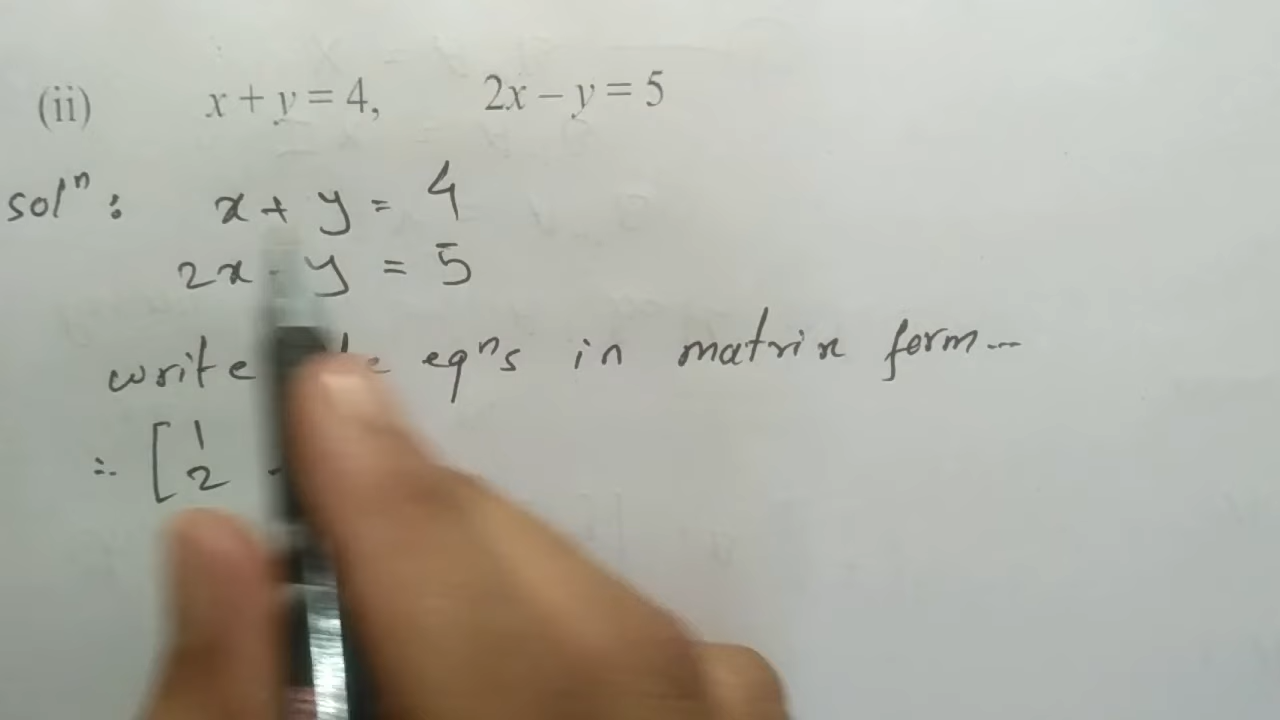 (ii) x + y = 4, 2x – y = 5
solⁿ : x + y = 4
2x - y = 5
write eqⁿs in matrix form...
∴ [ 1
2 -